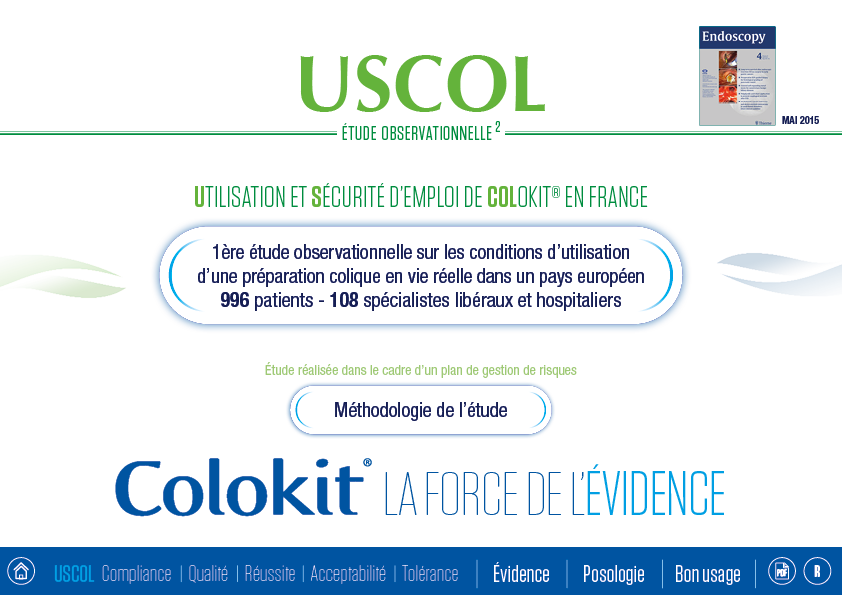 Endoscopy
4
USCOL
MAI 2015
ÉTUDE OBSERVATIONNELLE 2
UTILISATION ET SÉCURITÉ D'EMPLOI DE COLOKIT® EN FRANCE
1ère étude observationnelle sur les conditions d'utilisation
d'une préparation colique en vie réelle dans un pays européen
996 patients - 108 spécialistes libéraux et hospitaliers
Étude réalisée dans le cadre d'un plan de gestion de risques
Méthodologie de l'étude
Colokit® LA FORCE DE L'ÉVIDENCE
USCOL Compliance | Qualité | Réussite | Acceptabilité | Tolérance | Évidence | Posologie | Bon usage | PDF R